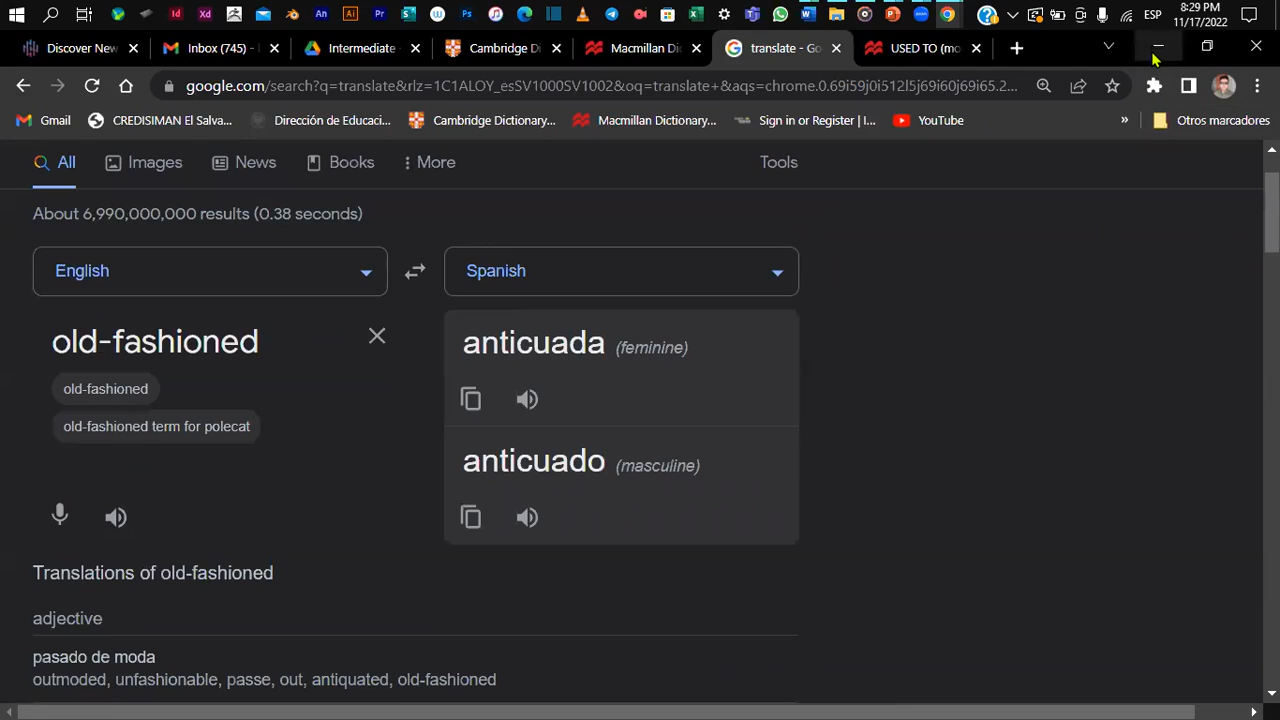 ESP
8:29 PM
11/17/2022
Discover New
Inbox (745) -
Intermediate
Cambridge Di
Macmillan Di
translate - Go
USED TO (mo
google.com/search?q=translate&rlz=1C1ALOY_esSV1000SV1002&oq=translate+&aqs=chrome.0.69i59j0i512l5j69i60j69i65.2...
Gmail
CREDISIMAN El Salva...
Dirección de Educaci...
Cambridge Dictionary...
Macmillan Dictionary...
Sign in or Register | I...
YouTube
»
Otros marcadores
All
Images
News
Books
More
Tools
About 6,990,000,000 results (0.38 seconds)
English
Spanish
old-fashioned
anticuada (feminine)
old-fashioned
old-fashioned term for polecat
anticuado (masculine)
Translations of old-fashioned
adjective
pasado de moda
outmoded, unfashionable, passe, out, antiquated, old-fashioned